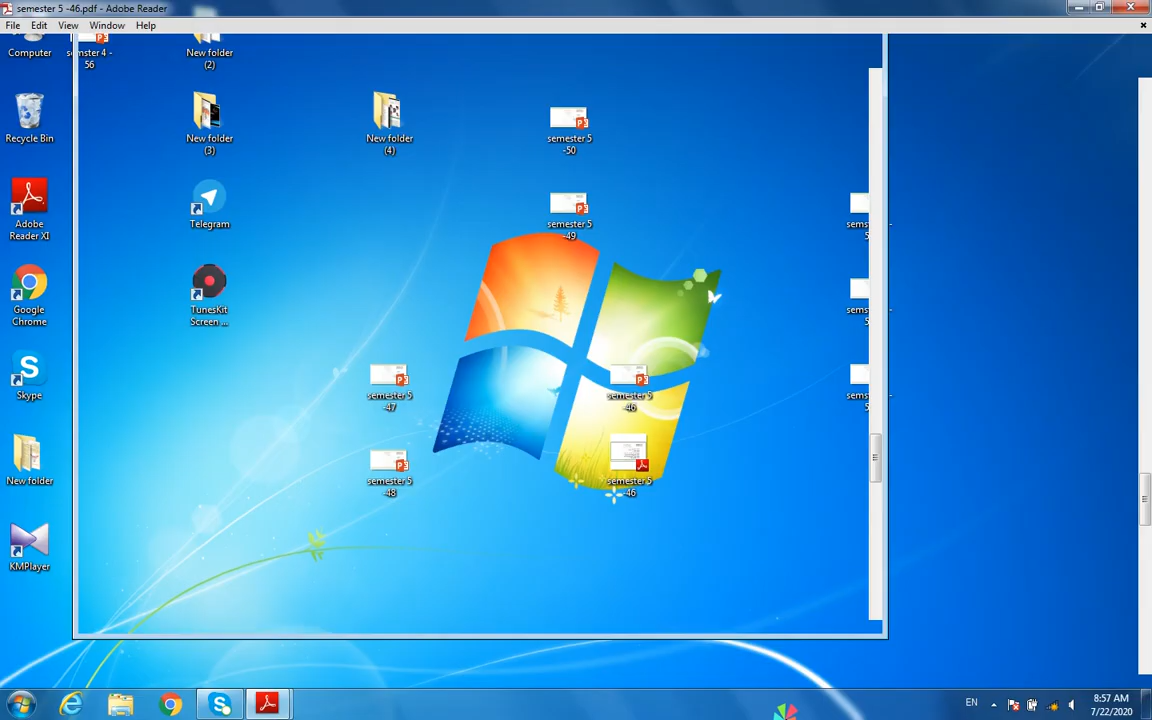 semester 5 -46.pdf - Adobe Reader
File Edit View Window Help
Computer
semster 4 -
56
New folder
(2)
Recycle Bin
New folder
(3)
New folder
(4)
semester 5
-50
Adobe
Reader XI
Telegram
semester 5
-49
Google
Chrome
TunesKit
Screen ...
Skype
semester 5
-47
semester 5
-46
New folder
semester 5
-48
semester 5
-46
KMPlayer
EN
8:57 AM
7/22/2020